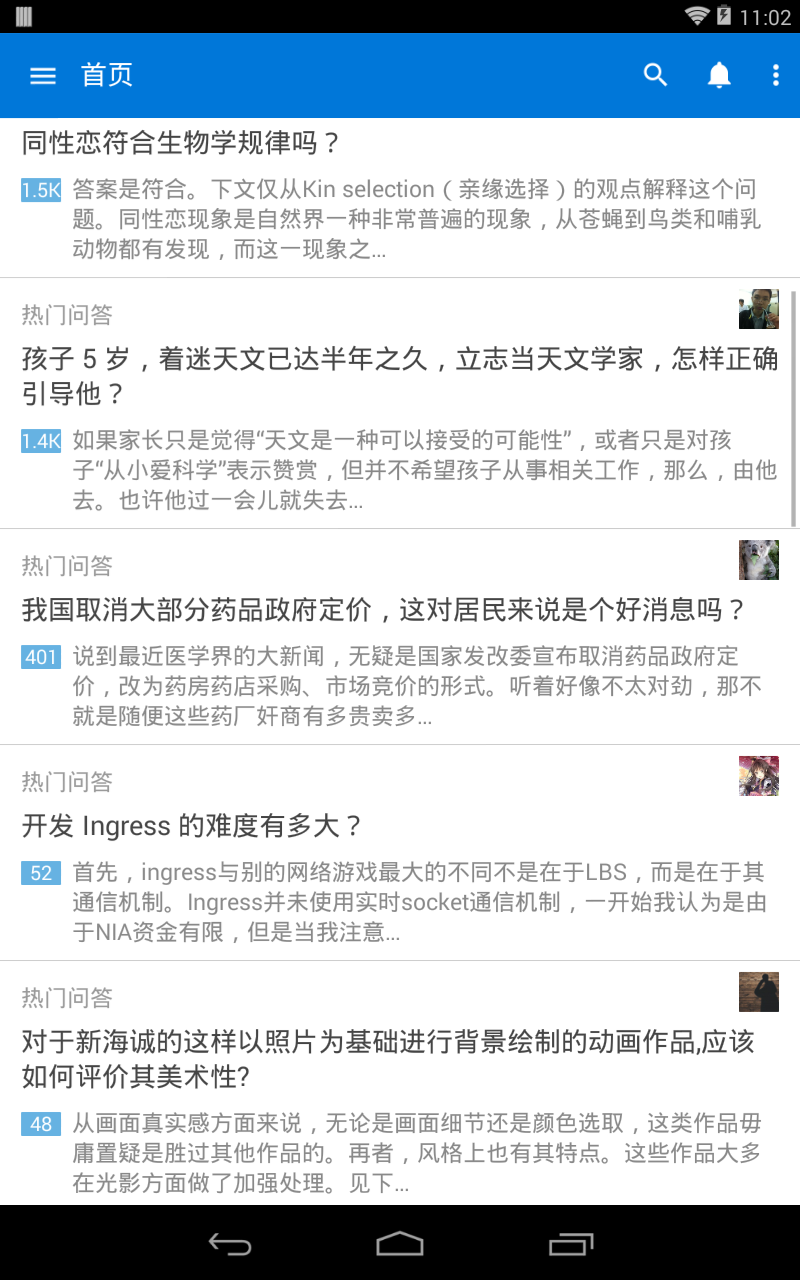 11:02
首页
同性恋符合生物学规律吗？
1.5K
答案是符合。下文仅从Kin selection（亲缘选择）的观点解释这个问
题。同性恋现象是自然界一种非常普遍的现象，从苍蝇到鸟类和哺乳
动物都有发现，而这一现象之...
热门问答
孩子 5 岁，着迷天文已达半年之久，立志当天文学家，怎样正确
引导他？
1.4K
如果家长只是觉得“天文是一种可以接受的可能性”，或者只是对孩
子“从小爱科学”表示赞赏，但并不希望孩子从事相关工作，那么，由他
去。也许他过一会儿就失去...
热门问答
我国取消大部分药品政府定价，这对居民来说是个好消息吗？
401
说到最近医学界的大新闻，无疑是国家发改委宣布取消药品政府定
价，改为药房药店采购、市场竞价的形式。听着好像不太对劲，那不
就是随便这些药厂奸商有多贵卖多...
热门问答
开发 Ingress 的难度有多大？
52
首先，ingress与别的网络游戏最大的不同不是在于LBS，而是在于其
通信机制。Ingress并未使用实时socket通信机制，一开始我认为是由
于NIA资金有限，但是当我注意...
热门问答
对于新海诚的这样以照片为基础进行背景绘制的动画作品,应该
如何评价其美术性?
48
从画面真实感方面来说，无论是画面细节还是颜色选取，这类作品毋
庸置疑是胜过其他作品的。再者，风格上也有其特点。这些作品大多
在光影方面做了加强处理。见下...